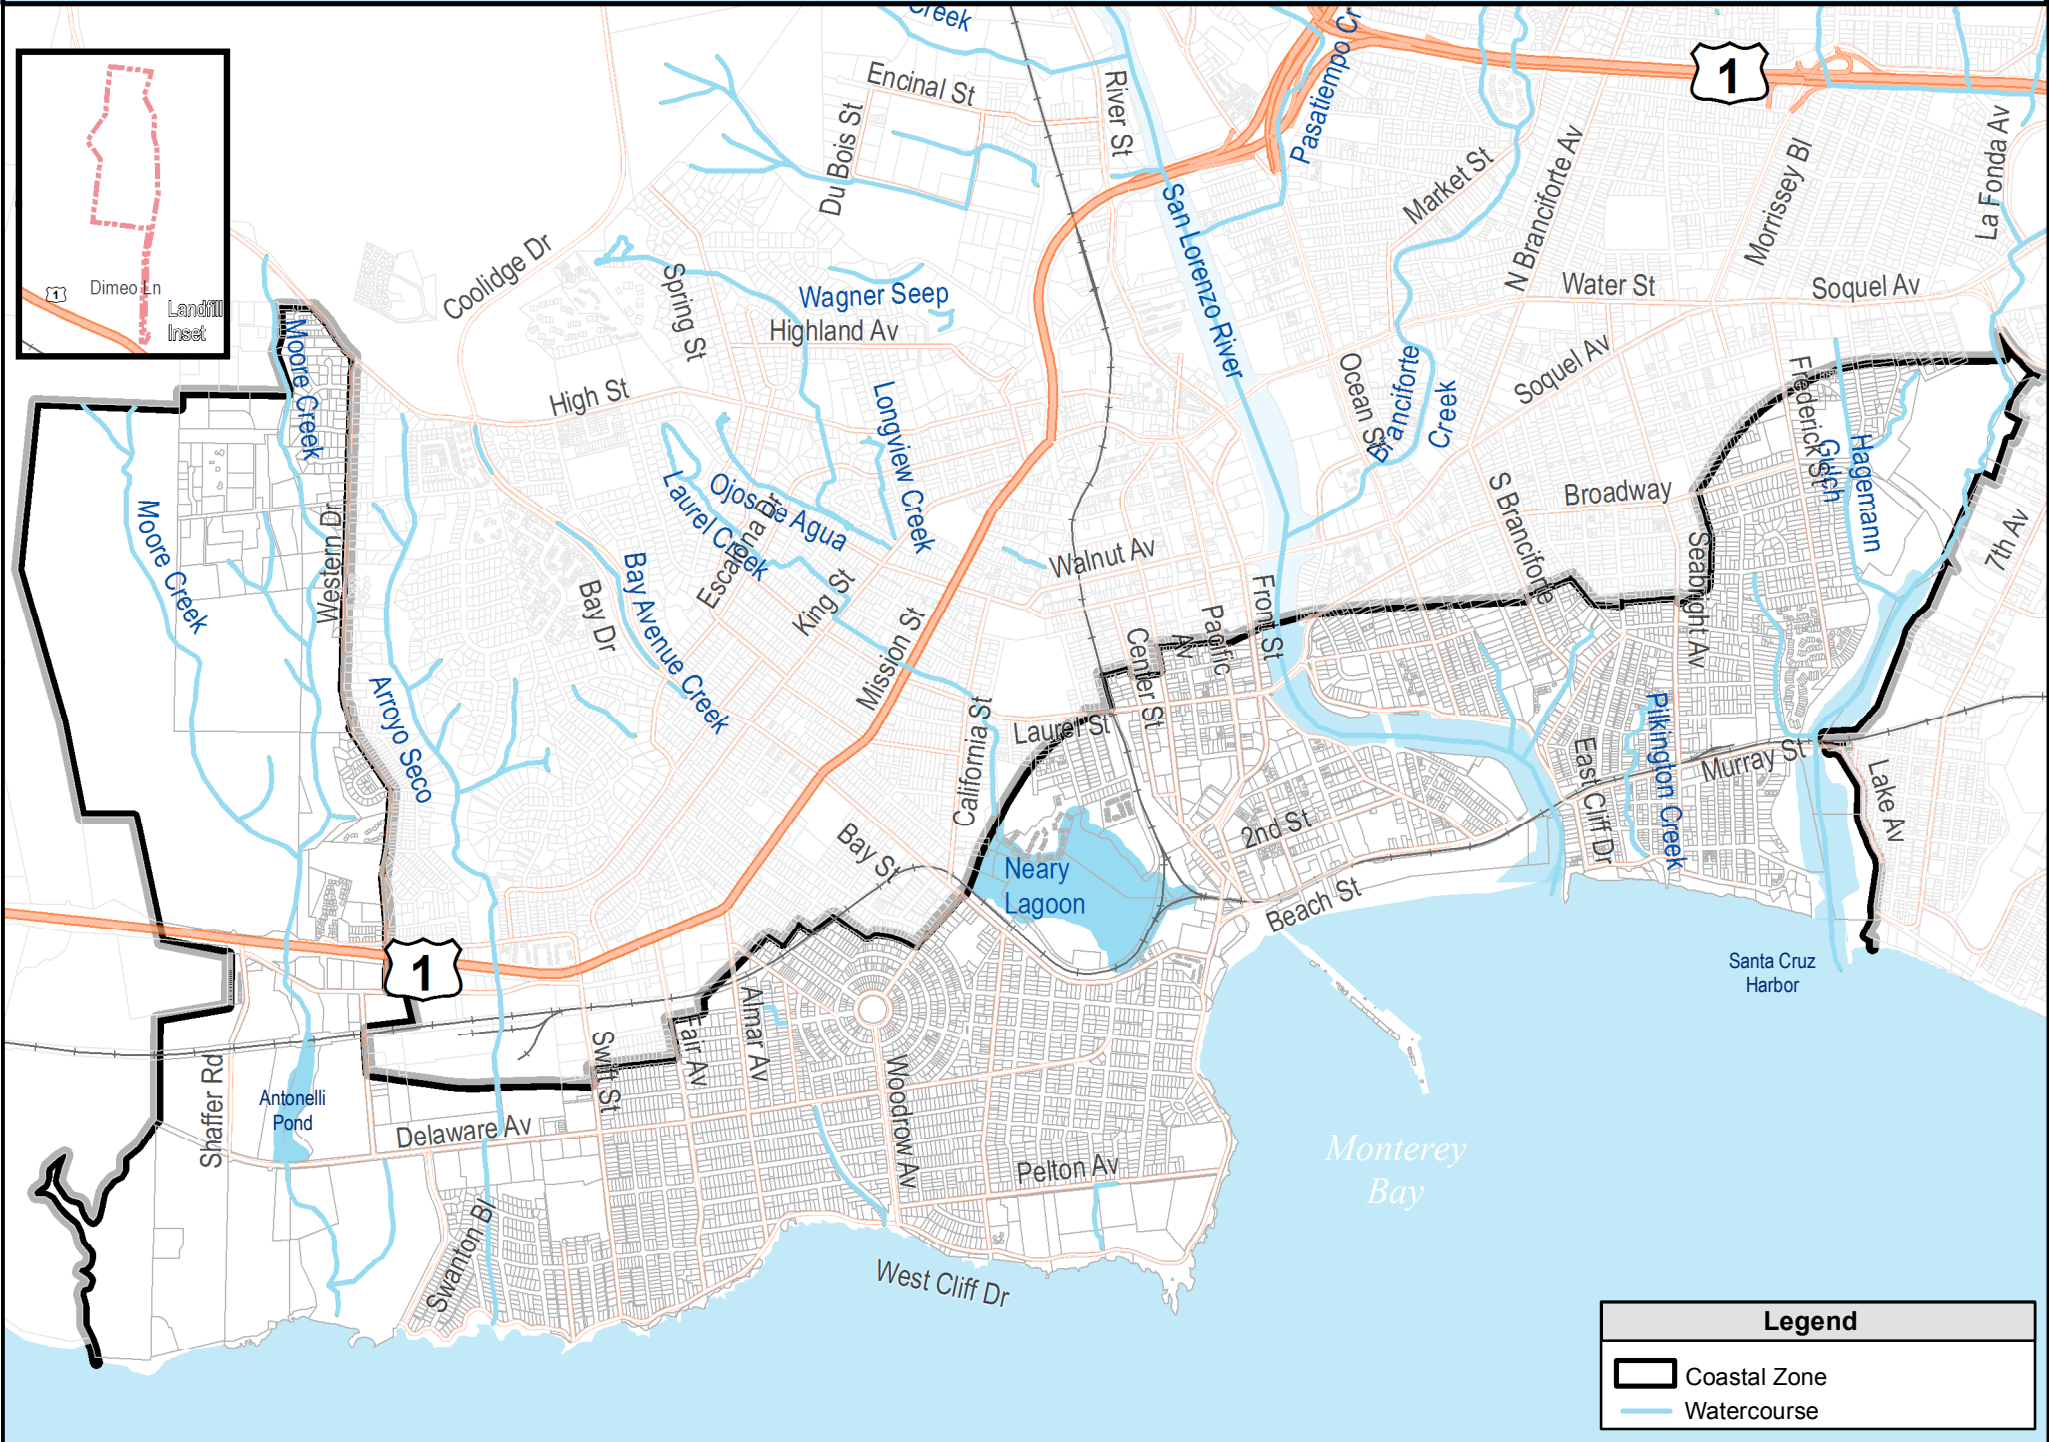 Creek
Encinal St
River St
Pasatiempo Cr
1
Du Bois St
Market St
N Branciforte Av
Morrissey Bl
La Fonda Av
San Lorenzo River
Coolidge Dr
Spring St
Wagner Seep
Highland Av
Water St
Soquel Av
1
Dimeo Ln
Landfill
Inset
Moore Creek
High St
Longview Creek
Ocean St
Branciforte
Creek
Soquel Av
Frederick St
Hagemann
Gulch
Moore Creek
Western Dr
Ojos de Agua
Laurel Creek
Escalona Dr
Broadway
S Branciforte
Seabright Av
7th Av
Walnut Av
Bay Dr
Bay Avenue Creek
King St
Mission St
Front St
Pacific
Av
Center St
Arroyo Seco
California St
Laurel St
Pilkington Creek
East Cliff Dr
Murray St
Lake Av
Bay St
2nd St
Neary
Lagoon
Beach St
1
Santa Cruz
Harbor
Almar Av
Fair Av
Swift St
Woodrow Av
Shaffer Rd
Antonelli
Pond
Delaware Av
Pelton Av
Monterey
Bay
Swanton Bl
West Cliff Dr
Legend
Coastal Zone
Watercourse